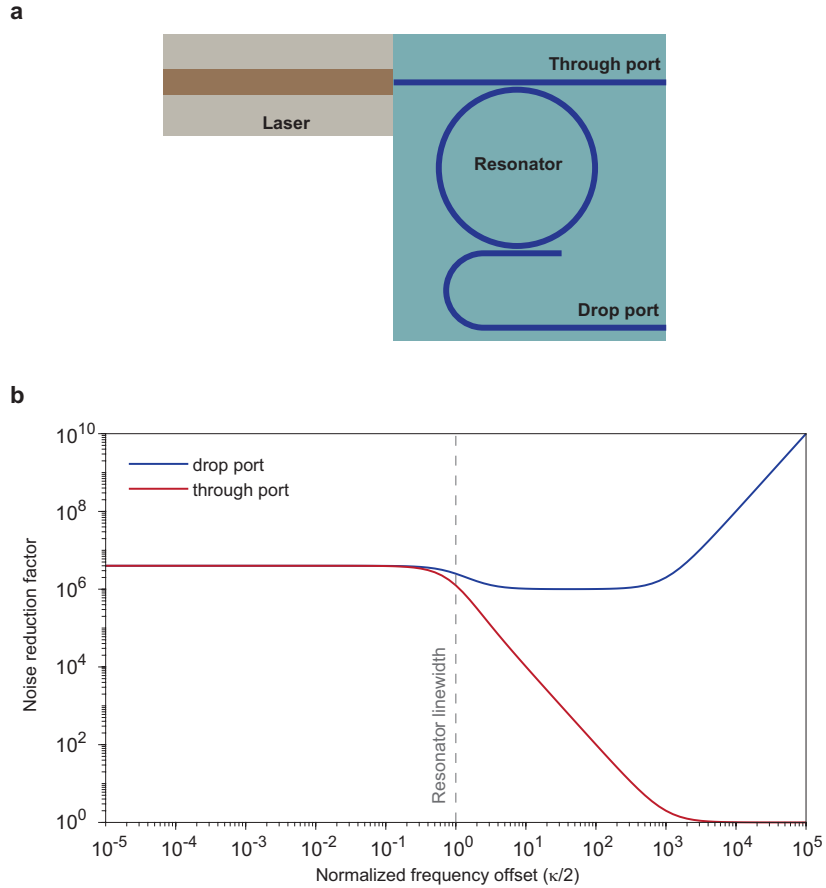 a
Through port
Laser
Resonator
Drop port
b
10^10
10^8
10^6
10^4
10^2
10^0
Noise reduction factor
drop port
through port
Resonator linewidth
10^-5 10^-4 10^-3 10^-2 10^-1 10^0 10^1 10^2 10^3 10^4 10^5
Normalized frequency offset (κ/2)